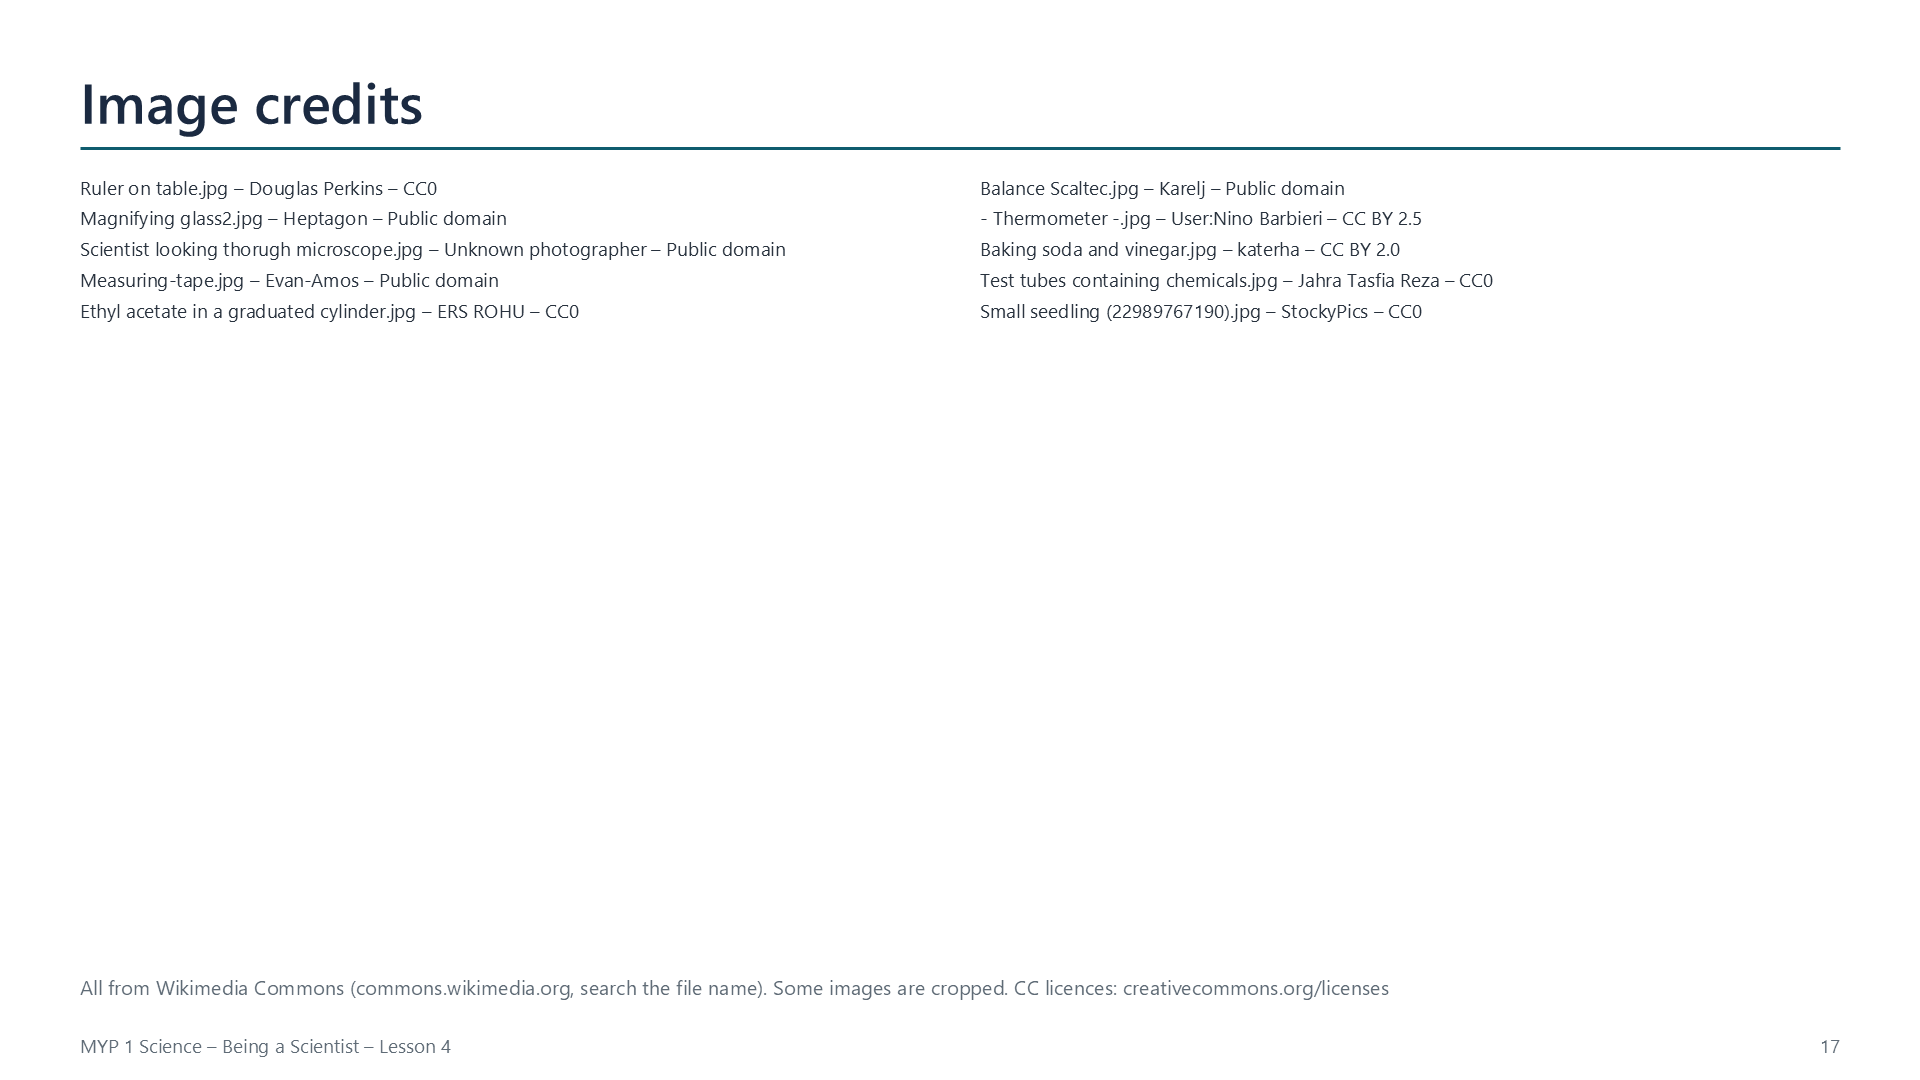 Image credits
Ruler on table.jpg – Douglas Perkins – CC0
Magnifying glass2.jpg – Heptagon – Public domain
Scientist looking thorugh microscope.jpg – Unknown photographer – Public domain
Measuring-tape.jpg – Evan-Amos – Public domain
Ethyl acetate in a graduated cylinder.jpg – ERS ROHU – CC0
Balance Scaltec.jpg – Karelj – Public domain
- Thermometer -.jpg – User:Nino Barbieri – CC BY 2.5
Baking soda and vinegar.jpg – katerha – CC BY 2.0
Test tubes containing chemicals.jpg – Jahra Tasfia Reza – CC0
Small seedling (22989767190).jpg – StockyPics – CC0
All from Wikimedia Commons (commons.wikimedia.org, search the file name). Some images are cropped. CC licences: creativecommons.org/licenses
MYP 1 Science – Being a Scientist – Lesson 4
17